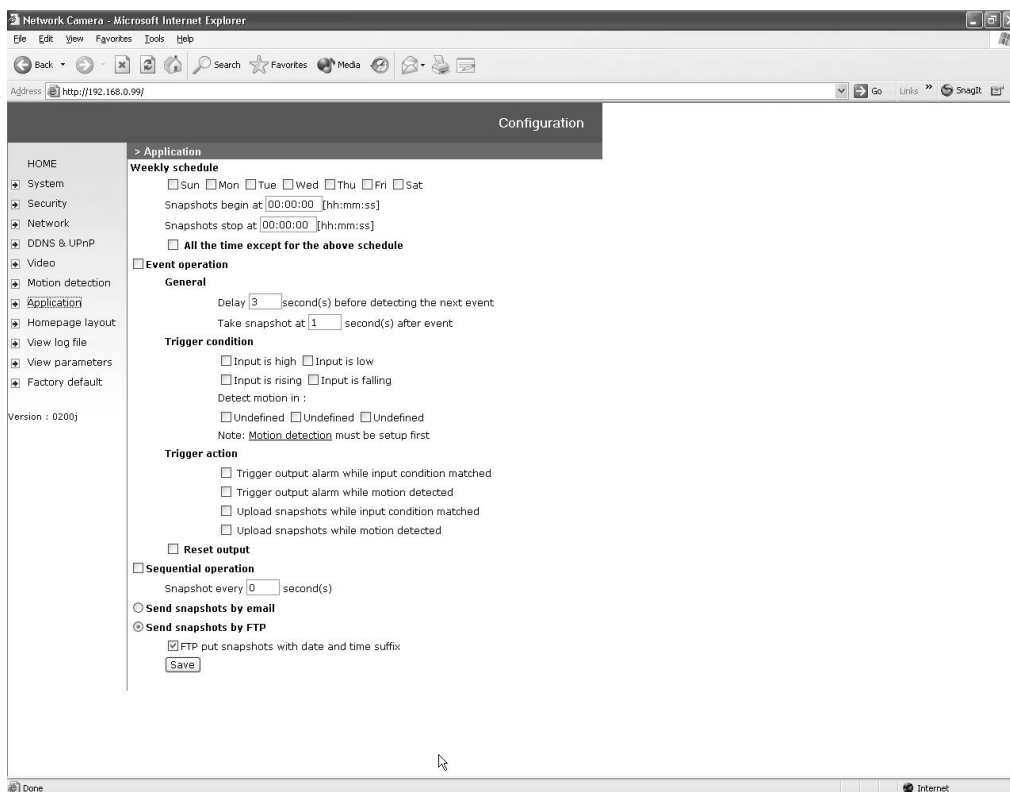 Network Camera - Microsoft Internet Explorer
File Edit View Favorites Tools Help
Back Search Favorites Media
Address http://192.168.0.99/ Go Links » SnagIt
Configuration
HOME
System
Security
Network
DDNS & UPnP
Video
Motion detection
Application
Homepage layout
View log file
View parameters
Factory default
Version : 0200j
> Application
Weekly schedule
Sun Mon Tue Wed Thu Fri Sat
Snapshots begin at 00:00:00 [hh:mm:ss]
Snapshots stop at 00:00:00 [hh:mm:ss]
All the time except for the above schedule
Event operation
General
Delay 3 second(s) before detecting the next event
Take snapshot at 1 second(s) after event
Trigger condition
Input is high Input is low
Input is rising Input is falling
Detect motion in :
Undefined Undefined Undefined
Note: Motion detection must be setup first
Trigger action
Trigger output alarm while input condition matched
Trigger output alarm while motion detected
Upload snapshots while input condition matched
Upload snapshots while motion detected
Reset output
Sequential operation
Snapshot every 0 second(s)
Send snapshots by email
Send snapshots by FTP
FTP put snapshots with date and time suffix
Save
Done Internet